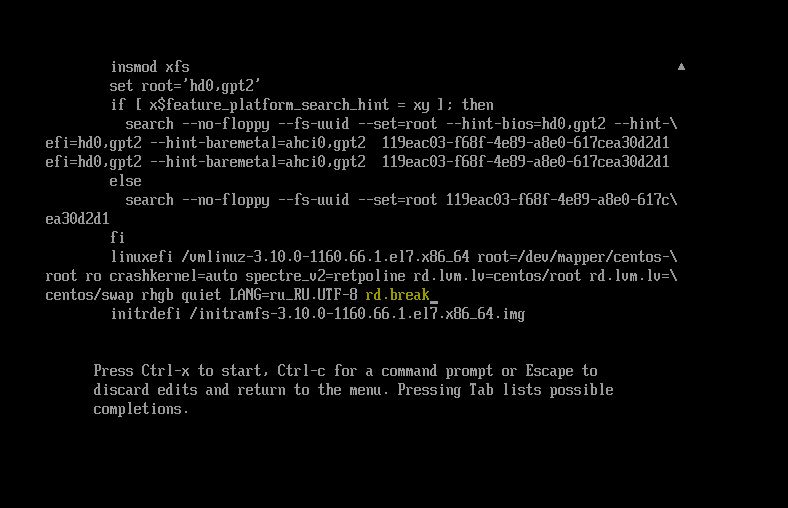 insmod xfs
set root='hd0,gpt2'
if [ x$feature_platform_search_hint = xy ]; then
search --no-floppy --fs-uuid --set=root --hint-bios=hd0,gpt2 --hint-\
efi=hd0,gpt2 --hint-baremetal=ahci0,gpt2  119eac03-f68f-4e89-a8e0-617cea30d2d1
efi=hd0,gpt2 --hint-baremetal=ahci0,gpt2  119eac03-f68f-4e89-a8e0-617cea30d2d1
else
search --no-floppy --fs-uuid --set=root 119eac03-f68f-4e89-a8e0-617c\
ea30d2d1
fi
linuxefi /vmlinuz-3.10.0-1160.66.1.el7.x86_64 root=/dev/mapper/centos-\
root ro crashkernel=auto spectre_v2=retpoline rd.lvm.lv=centos/root rd.lvm.lv=\
centos/swap rhgb quiet LANG=ru_RU.UTF-8 rd.break_
initrdefi /initramfs-3.10.0-1160.66.1.el7.x86_64.img
Press Ctrl-x to start, Ctrl-c for a command prompt or Escape to
discard edits and return to the menu. Pressing Tab lists possible
completions.